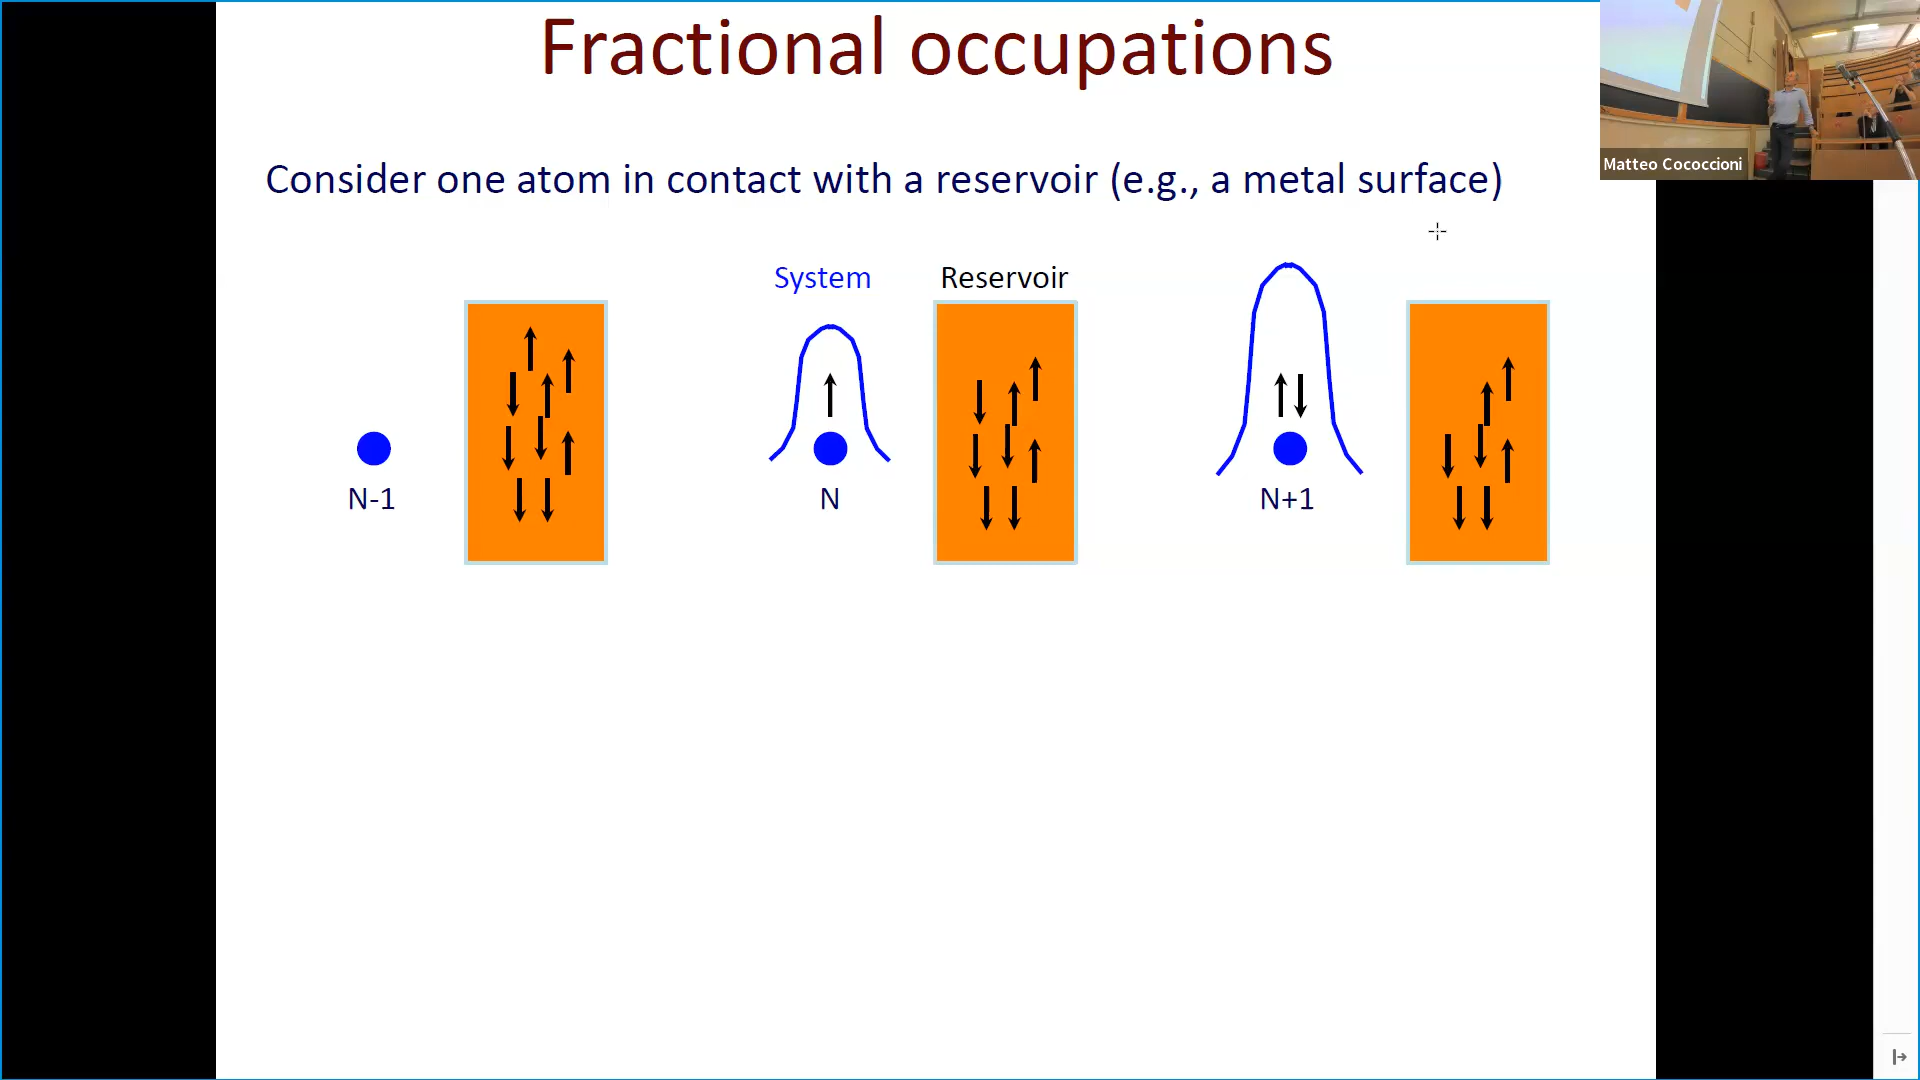 Fractional occupations
Matteo Cococcioni
Consider one atom in contact with a reservoir (e.g., a metal surface)
System
Reservoir
N-1
N
N+1